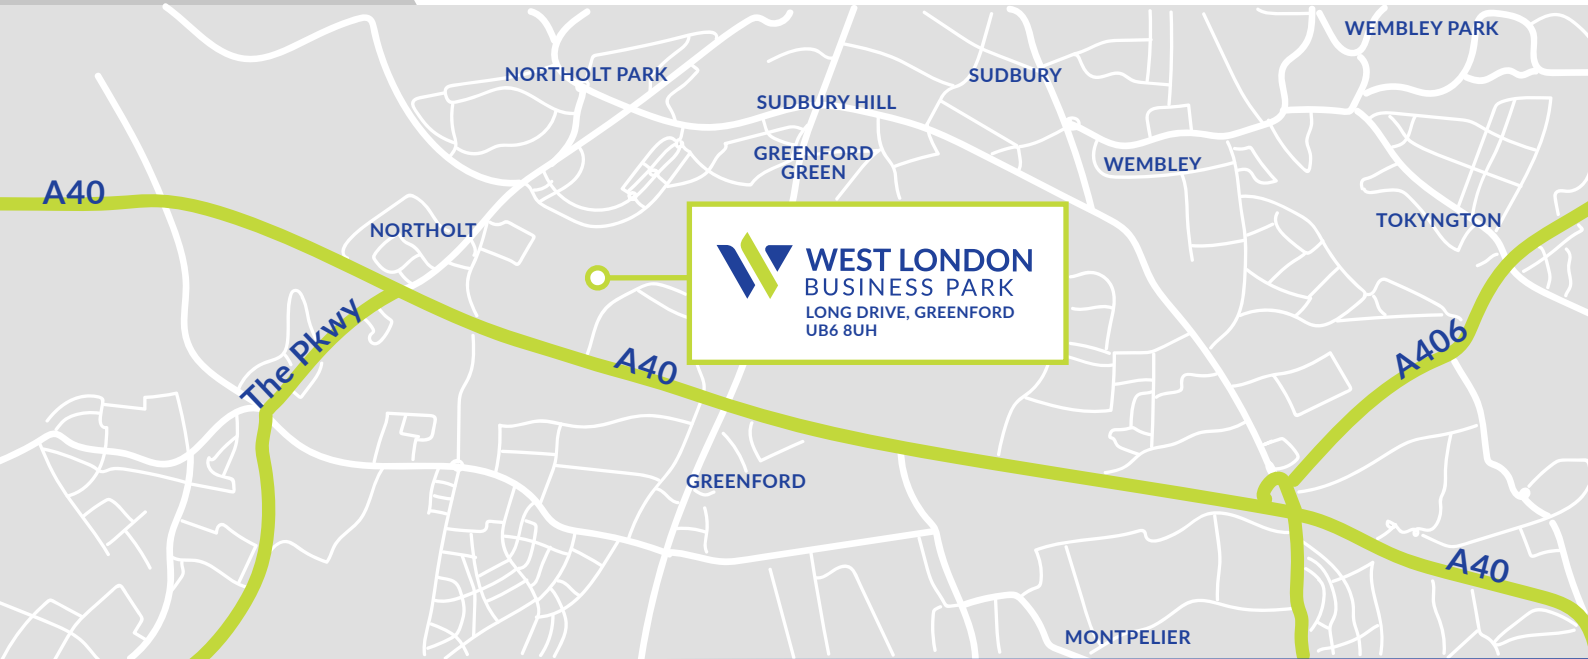 WEMBLEY PARK
NORTHOLT PARK
SUDBURY
SUDBURY HILL
GREENFORD
GREEN
WEMBLEY
A40
NORTHOLT
TOKYNGTON
WEST LONDON
BUSINESS PARK
LONG DRIVE, GREENFORD
UB6 8UH
The Pkwy
A40
A406
GREENFORD
A40
MONTPELIER